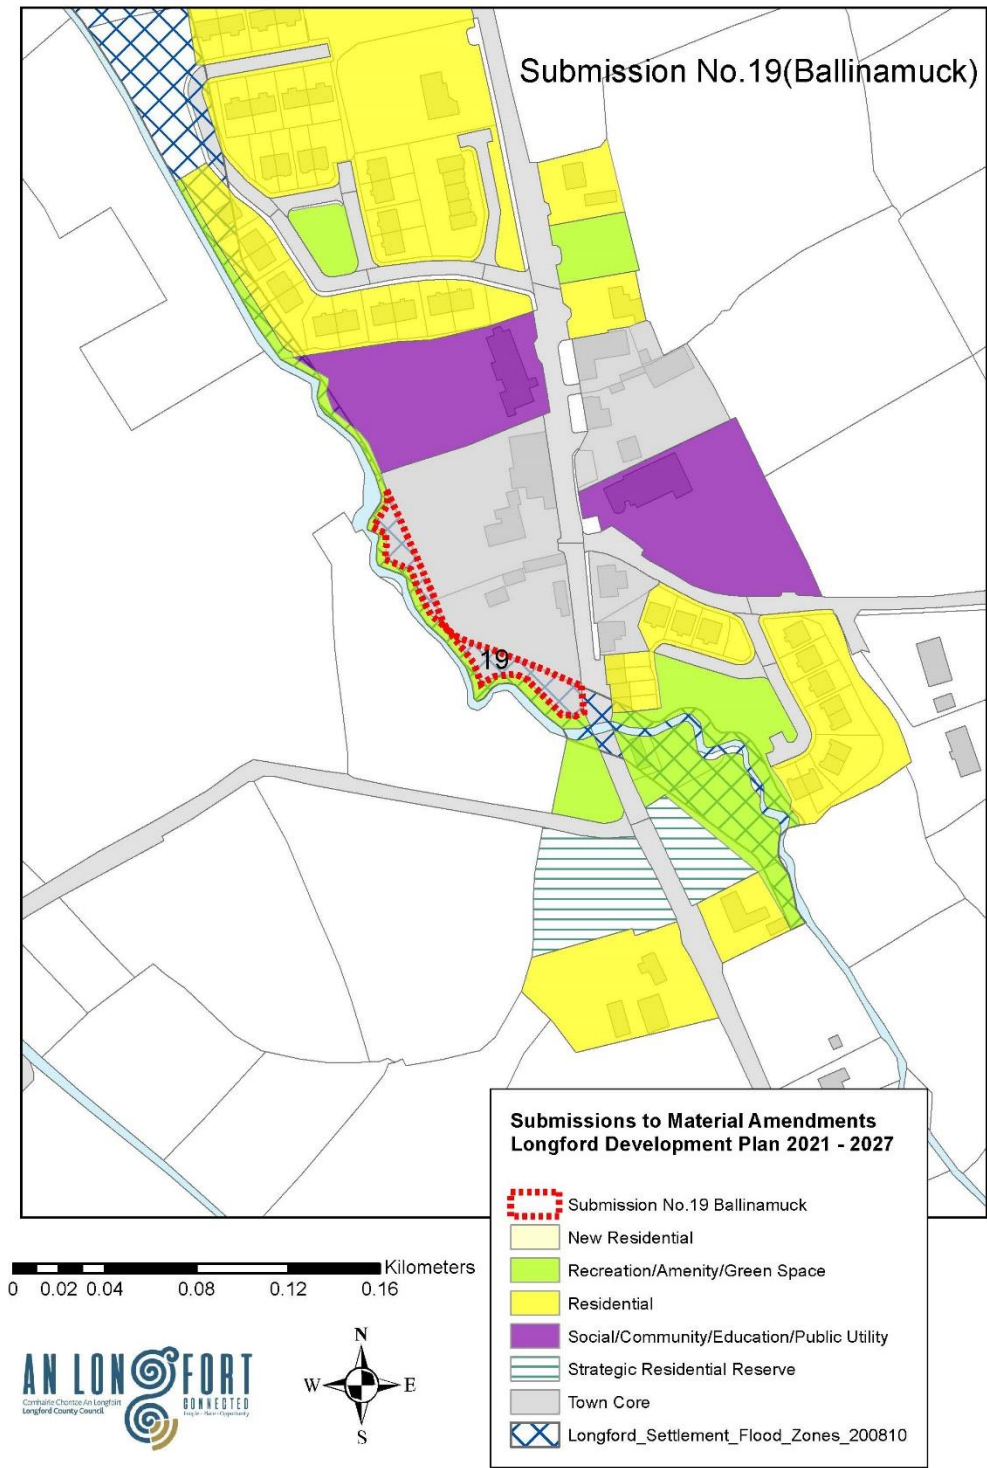 Submission No.19(Ballinamuck)
19
Submissions to Material Amendments
Longford Development Plan 2021 - 2027
Submission No.19 Ballinamuck
New Residential
Recreation/Amenity/Green Space
Residential
Social/Community/Education/Public Utility
Strategic Residential Reserve
Town Core
Longford_Settlement_Flood_Zones_200810
Kilometers
0 0.02 0.04 0.08 0.12 0.16
N
W E
S
AN LONGFORT
Comhairle Chontae An Longfoirt
Longford County Council
CONNECTED
People - Place - Opportunity